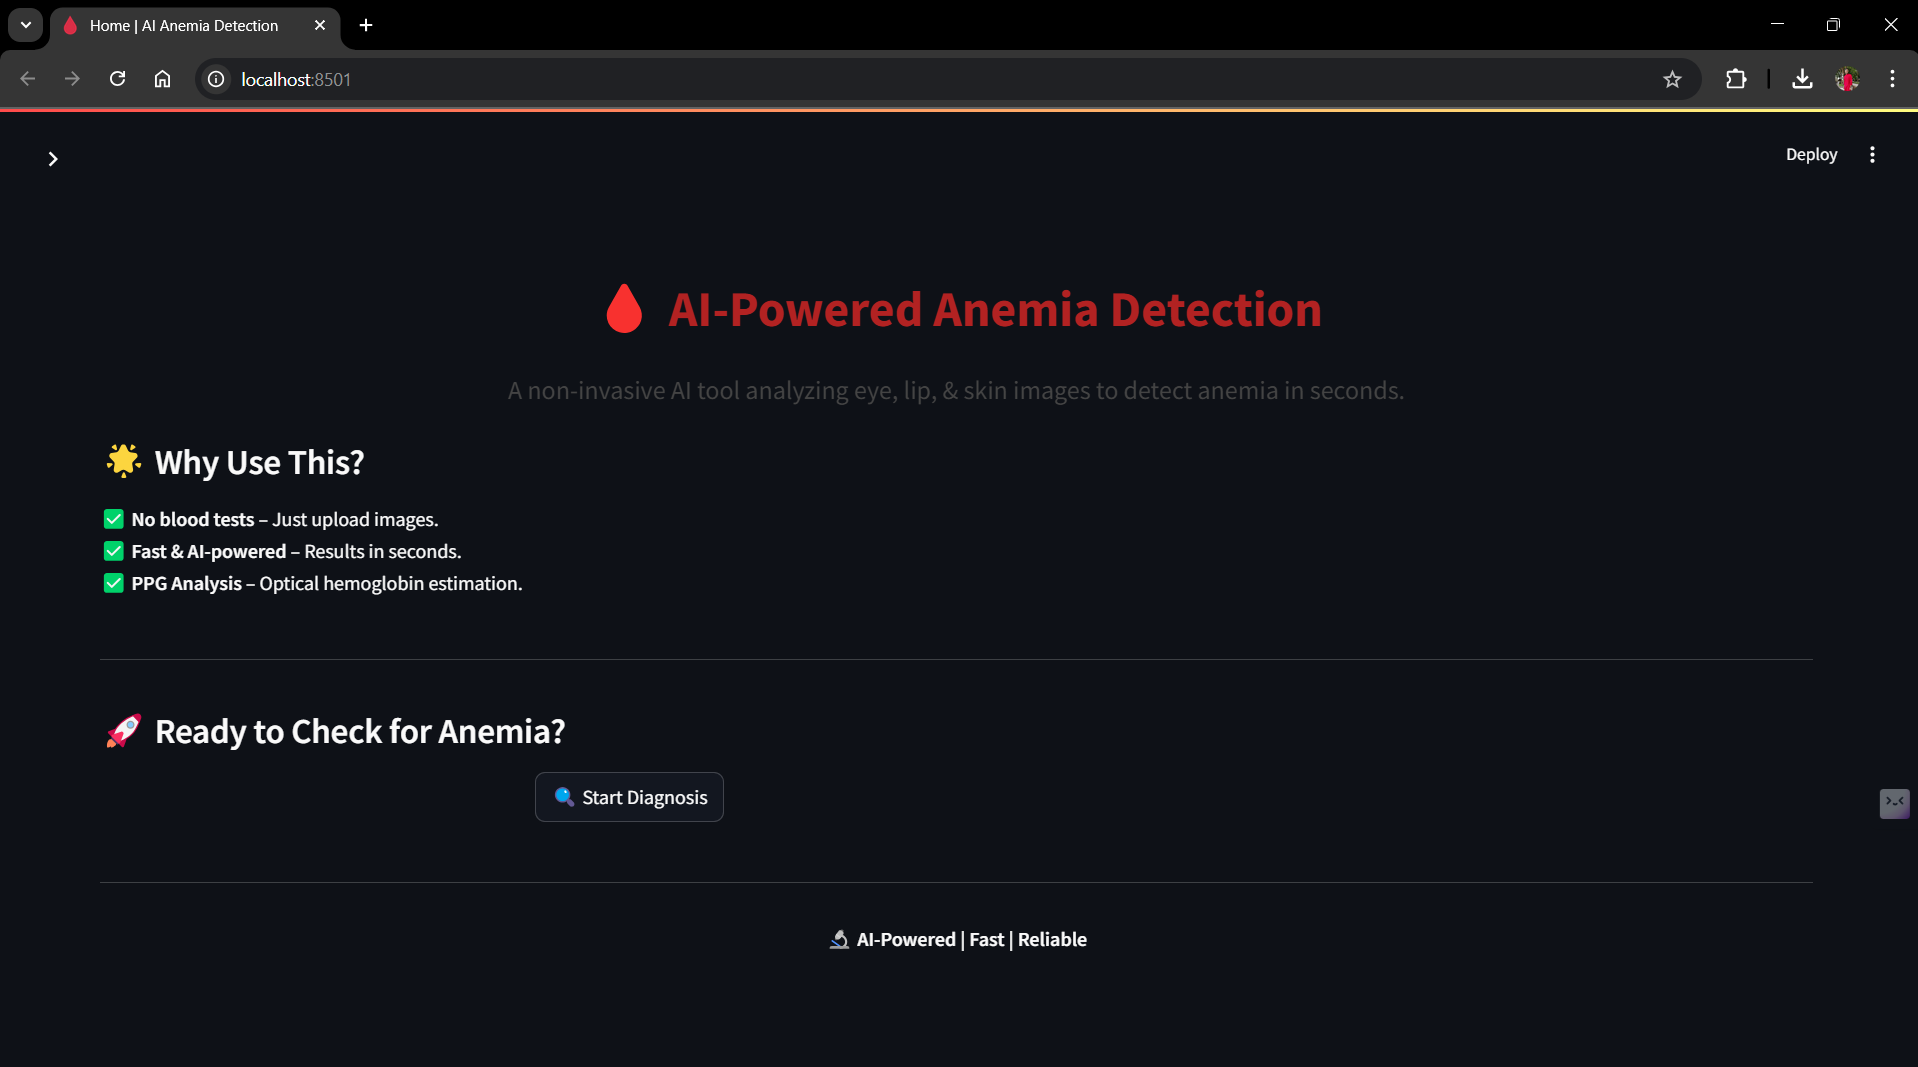 Home | AI Anemia Detection
localhost:8501
Deploy
AI-Powered Anemia Detection
A non-invasive AI tool analyzing eye, lip, & skin images to detect anemia in seconds.
Why Use This?
No blood tests – Just upload images.
Fast & AI-powered – Results in seconds.
PPG Analysis – Optical hemoglobin estimation.
Ready to Check for Anemia?
Start Diagnosis
AI-Powered | Fast | Reliable